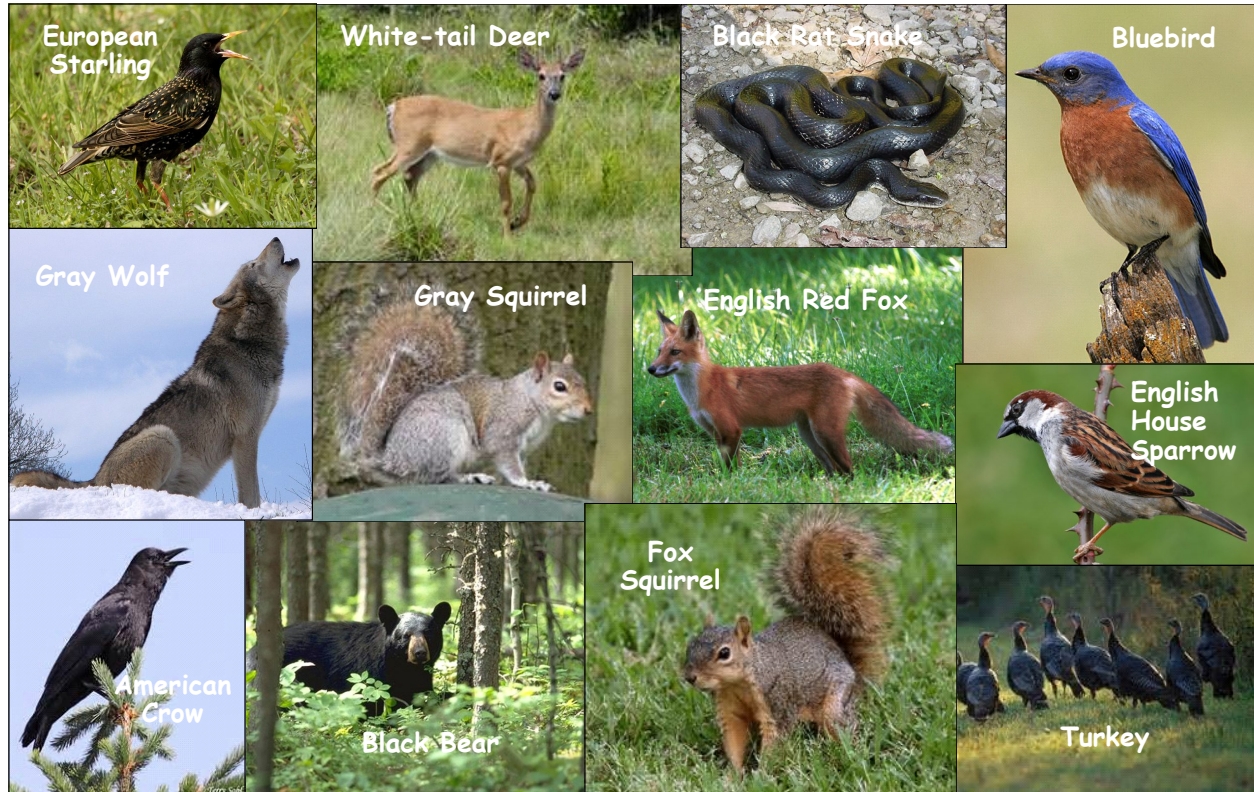 European
Starling
White-tail Deer
Black Rat Snake
Bluebird
Gray Wolf
Gray Squirrel
English Red Fox
English
House
Sparrow
American
Crow
Black Bear
Fox
Squirrel
Turkey